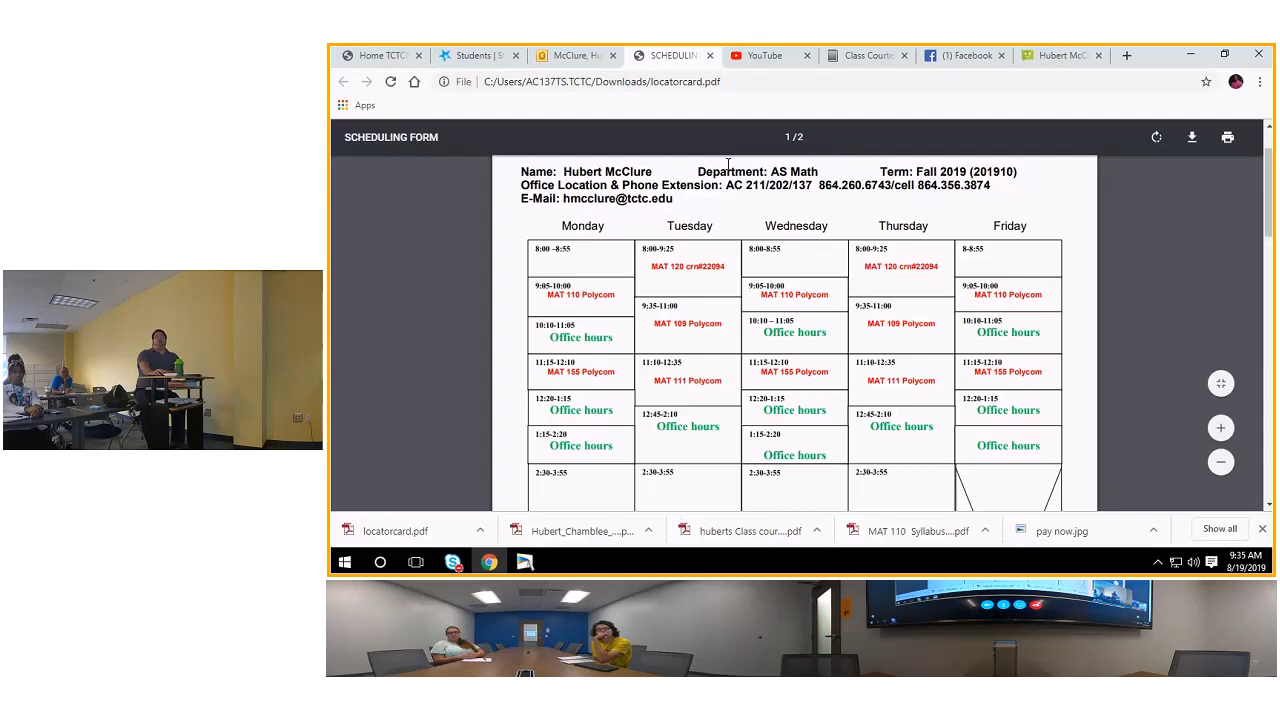 Home TCTC
Students | St
McClure, Hu
SCHEDULIN
YouTube
Class Courte
(1) Facebook
Hubert McC
File
C:/Users/AC137TS.TCTC/Downloads/locatorcard.pdf
Apps
SCHEDULING FORM
1 / 2
Name: Hubert McClure Department: AS Math Term: Fall 2019 (201910)
Office Location & Phone Extension: AC 211/202/137 864.260.6743/cell 864.356.3874
E-Mail: hmcclure@tctc.edu
Monday Tuesday Wednesday Thursday Friday
8:00 –8:55
9:05-10:00
MAT 110 Polycom
10:10-11:05
Office hours
11;15-12:10
MAT 155 Polycom
12:20-1:15
Office hours
1:15-2:20
Office hours
2:30-3:55
8:00-9:25
MAT 120 crn#22094
9:35-11:00
MAT 109 Polycom
11:10-12:35
MAT 111 Polycom
12:45-2:10
Office hours
2:30-3:55
8:00-8:55
9:05-10:00
MAT 110 Polycom
10:10 – 11:05
Office hours
11:15-12:10
MAT 155 Polycom
12:20-1:15
Office hours
1:15-2:20
Office hours
2:30-3:55
8:00-9:25
MAT 120 crn#22094
9:35-11:00
MAT 109 Polycom
11:10-12:35
MAT 111 Polycom
12:45-2:10
Office hours
2:30-3:55
8-8:55
9:05-10:00
MAT 110 Polycom
10:10-11:05
Office hours
11:15-12:10
MAT 155 Polycom
12:20-1:15
Office hours
Office hours
locatorcard.pdf
Hubert_Chamblee_....p...
huberts Class cour....pdf
MAT 110 Syllabus....pdf
pay now.jpg
Show all
9:35 AM
8/19/2019